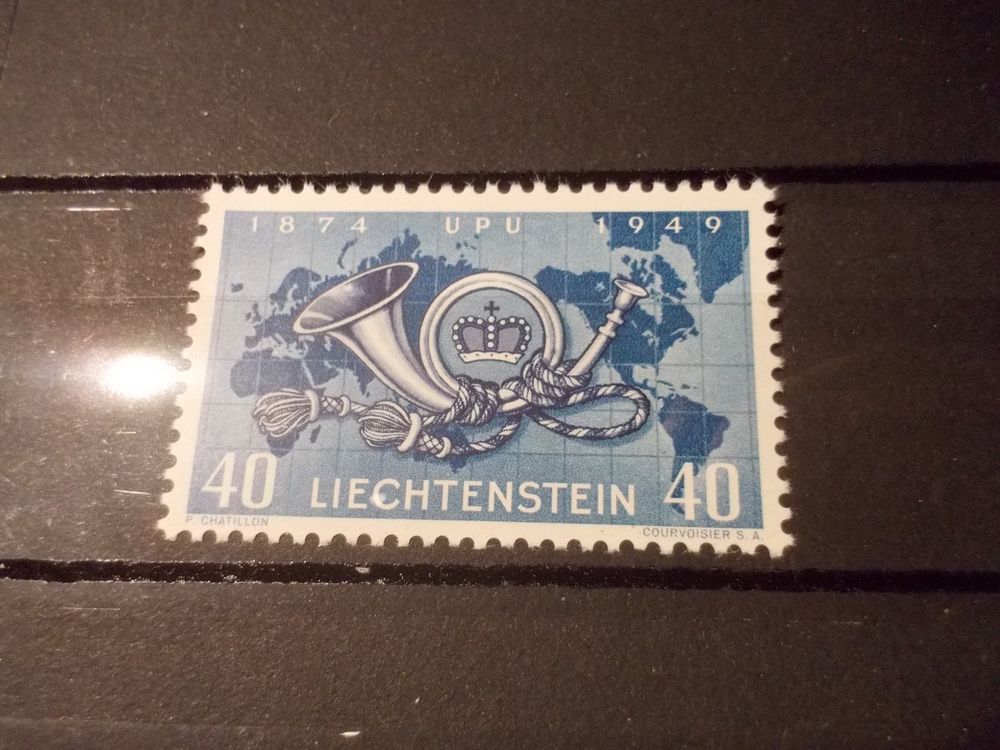 1874 UPU 1949
40 LIECHTENSTEIN 40
P. CHATILLON COURVOISIER S. A.